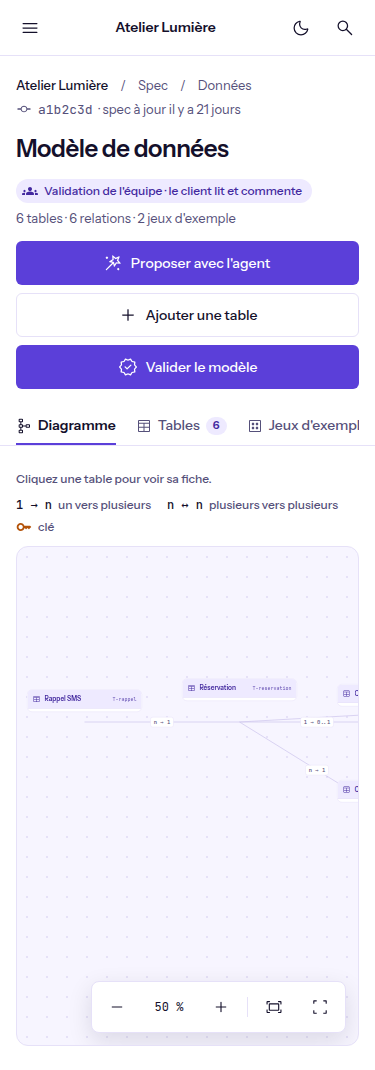 Atelier Lumière
Atelier Lumière / Spec / Données
a1b2c3d · spec à jour il y a 21 jours
Modèle de données
Validation de l'équipe · le client lit et commente
6 tables · 6 relations · 2 jeux d'exemple
Proposer avec l'agent
Ajouter une table
Valider le modèle
Diagramme Tables 6 Jeux d'exempl
Cliquez une table pour voir sa fiche.
1 → n un vers plusieurs n ↔ n plusieurs vers plusieurs
clé
Réservation T-reservation
Rappel SMS T-rappel
n → 1 1 → 0..1
n → 1
50 %